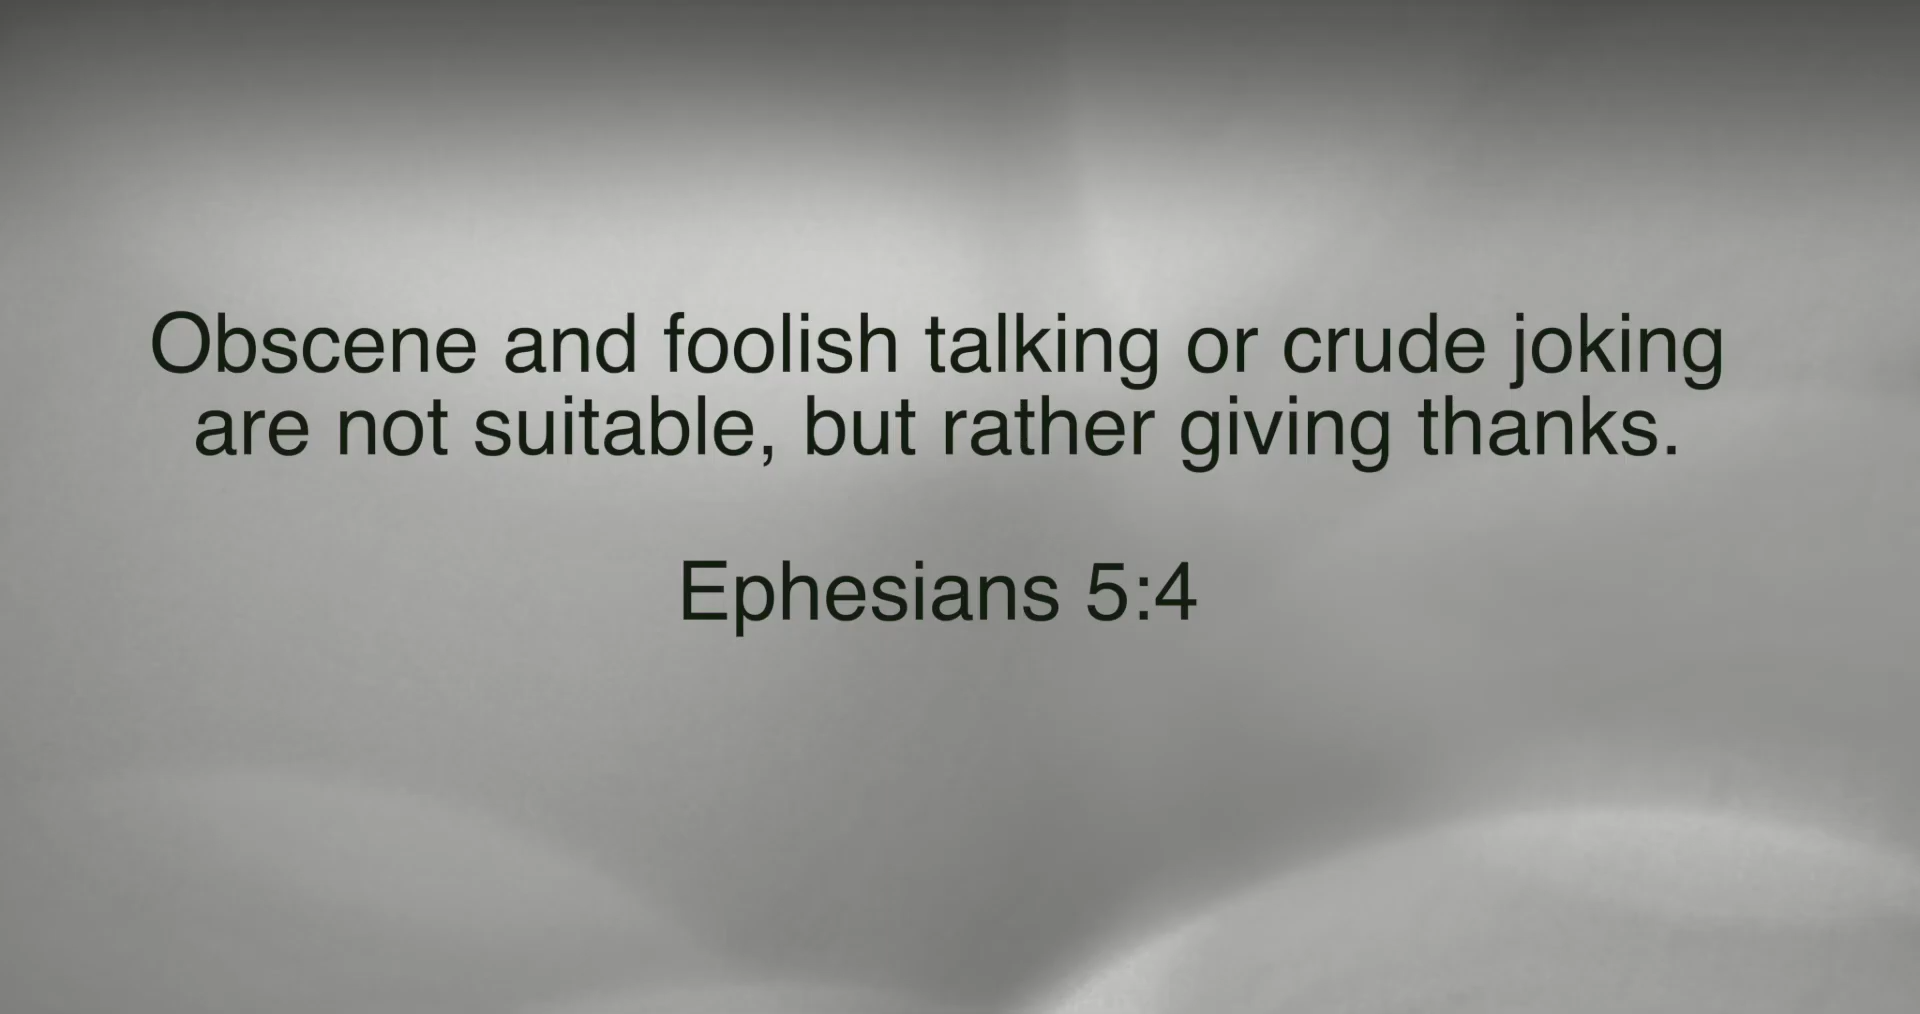 Obscene and foolish talking or crude joking
are not suitable, but rather giving thanks.
Ephesians 5:4